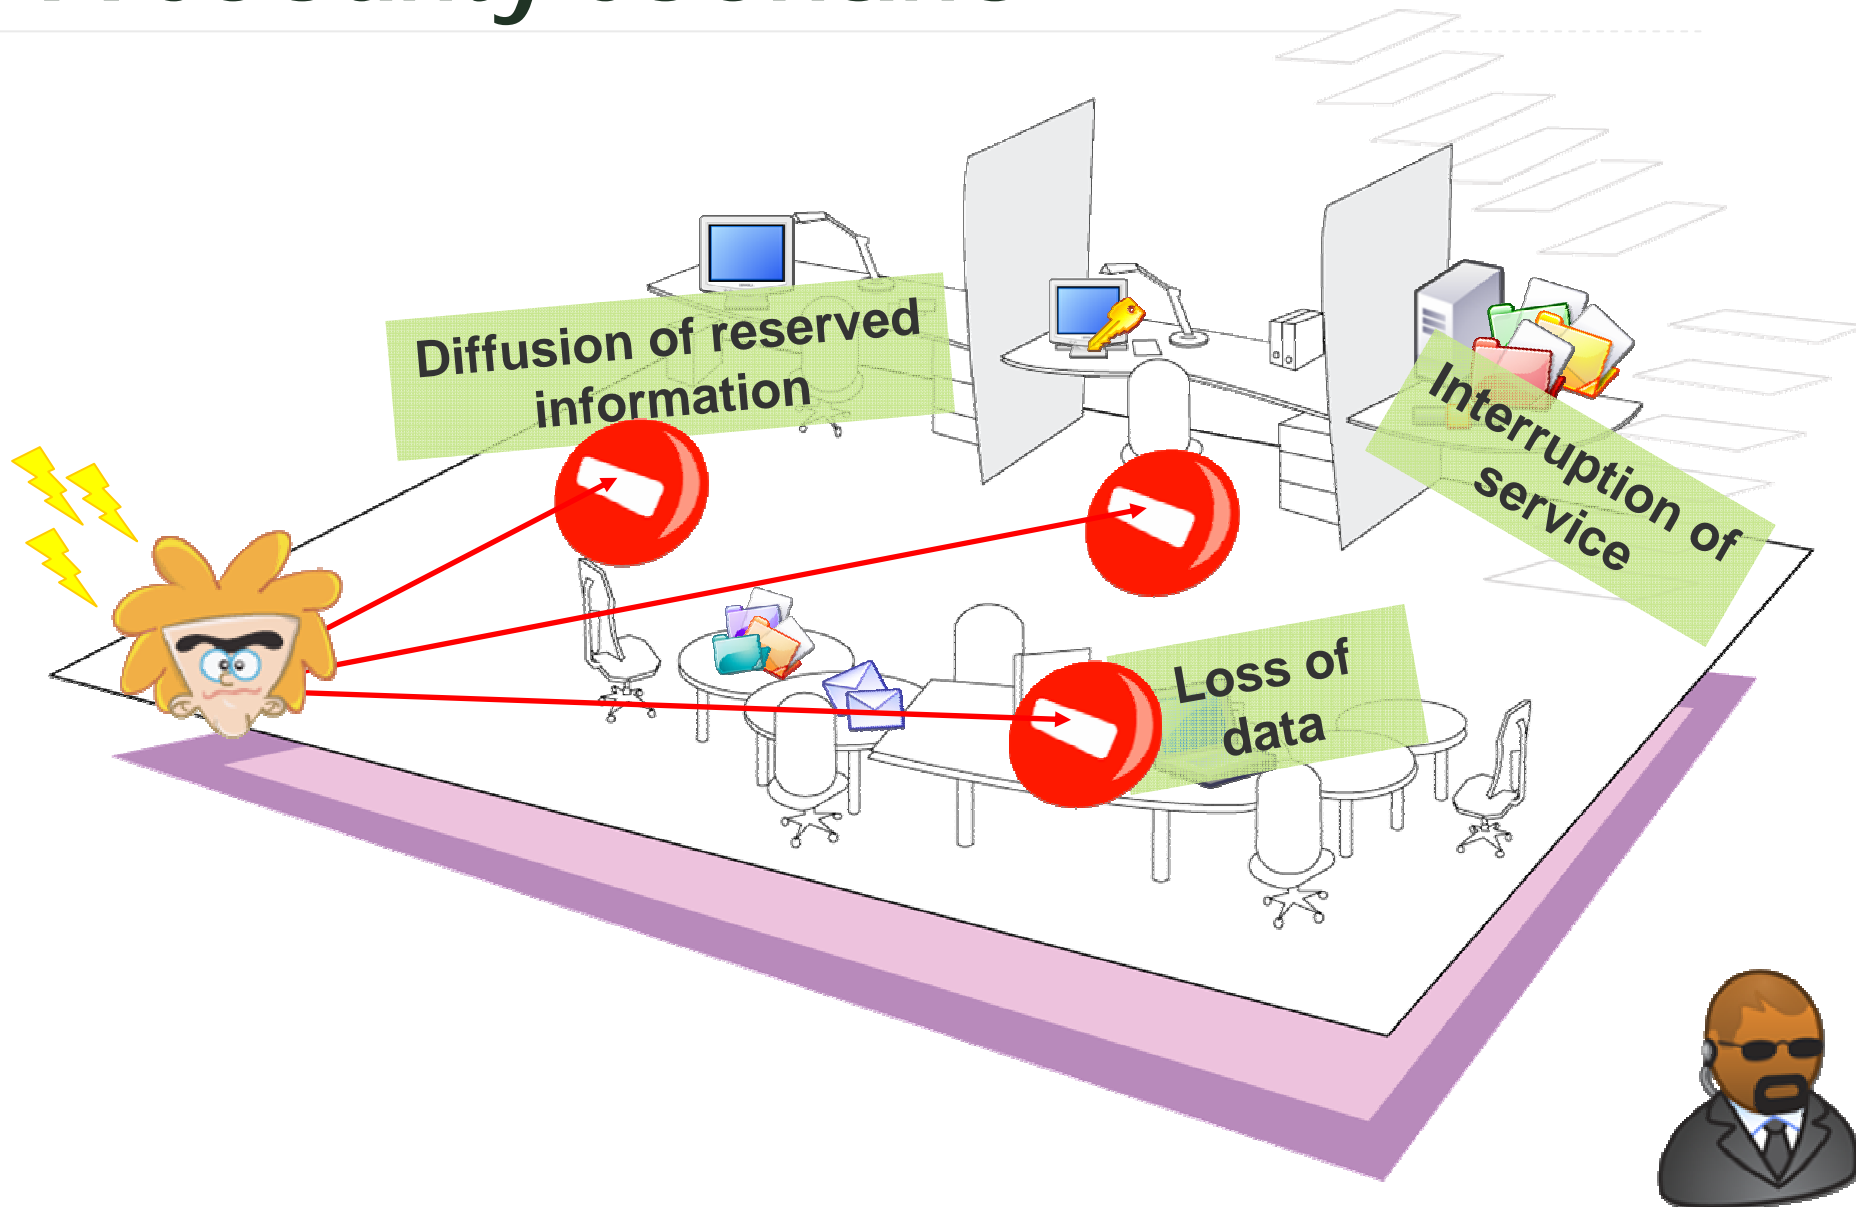 Diffusion of reserved
information
Interruption of
service
Loss of
data